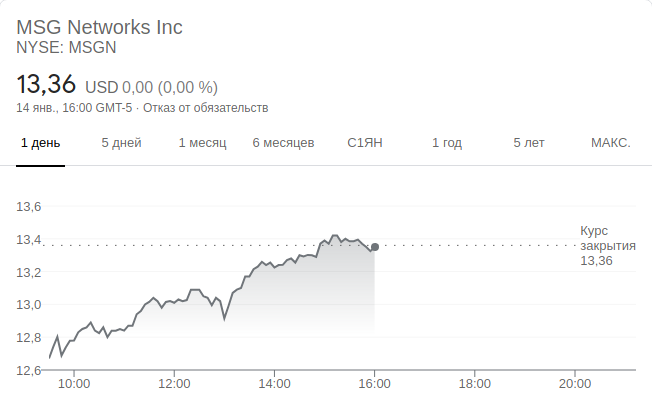 MSG Networks Inc
NYSE: MSGN
13,36 USD 0,00 (0,00 %)
14 янв., 16:00 GMT-5 · Отказ от обязательств
1 день 5 дней 1 месяц 6 месяцев С1ЯН 1 год 5 лет МАКС.
13,6
13,4
13,2
13,0
12,8
12,6
Курс
закрытия
13,36
10:00 12:00 14:00 16:00 18:00 20:00